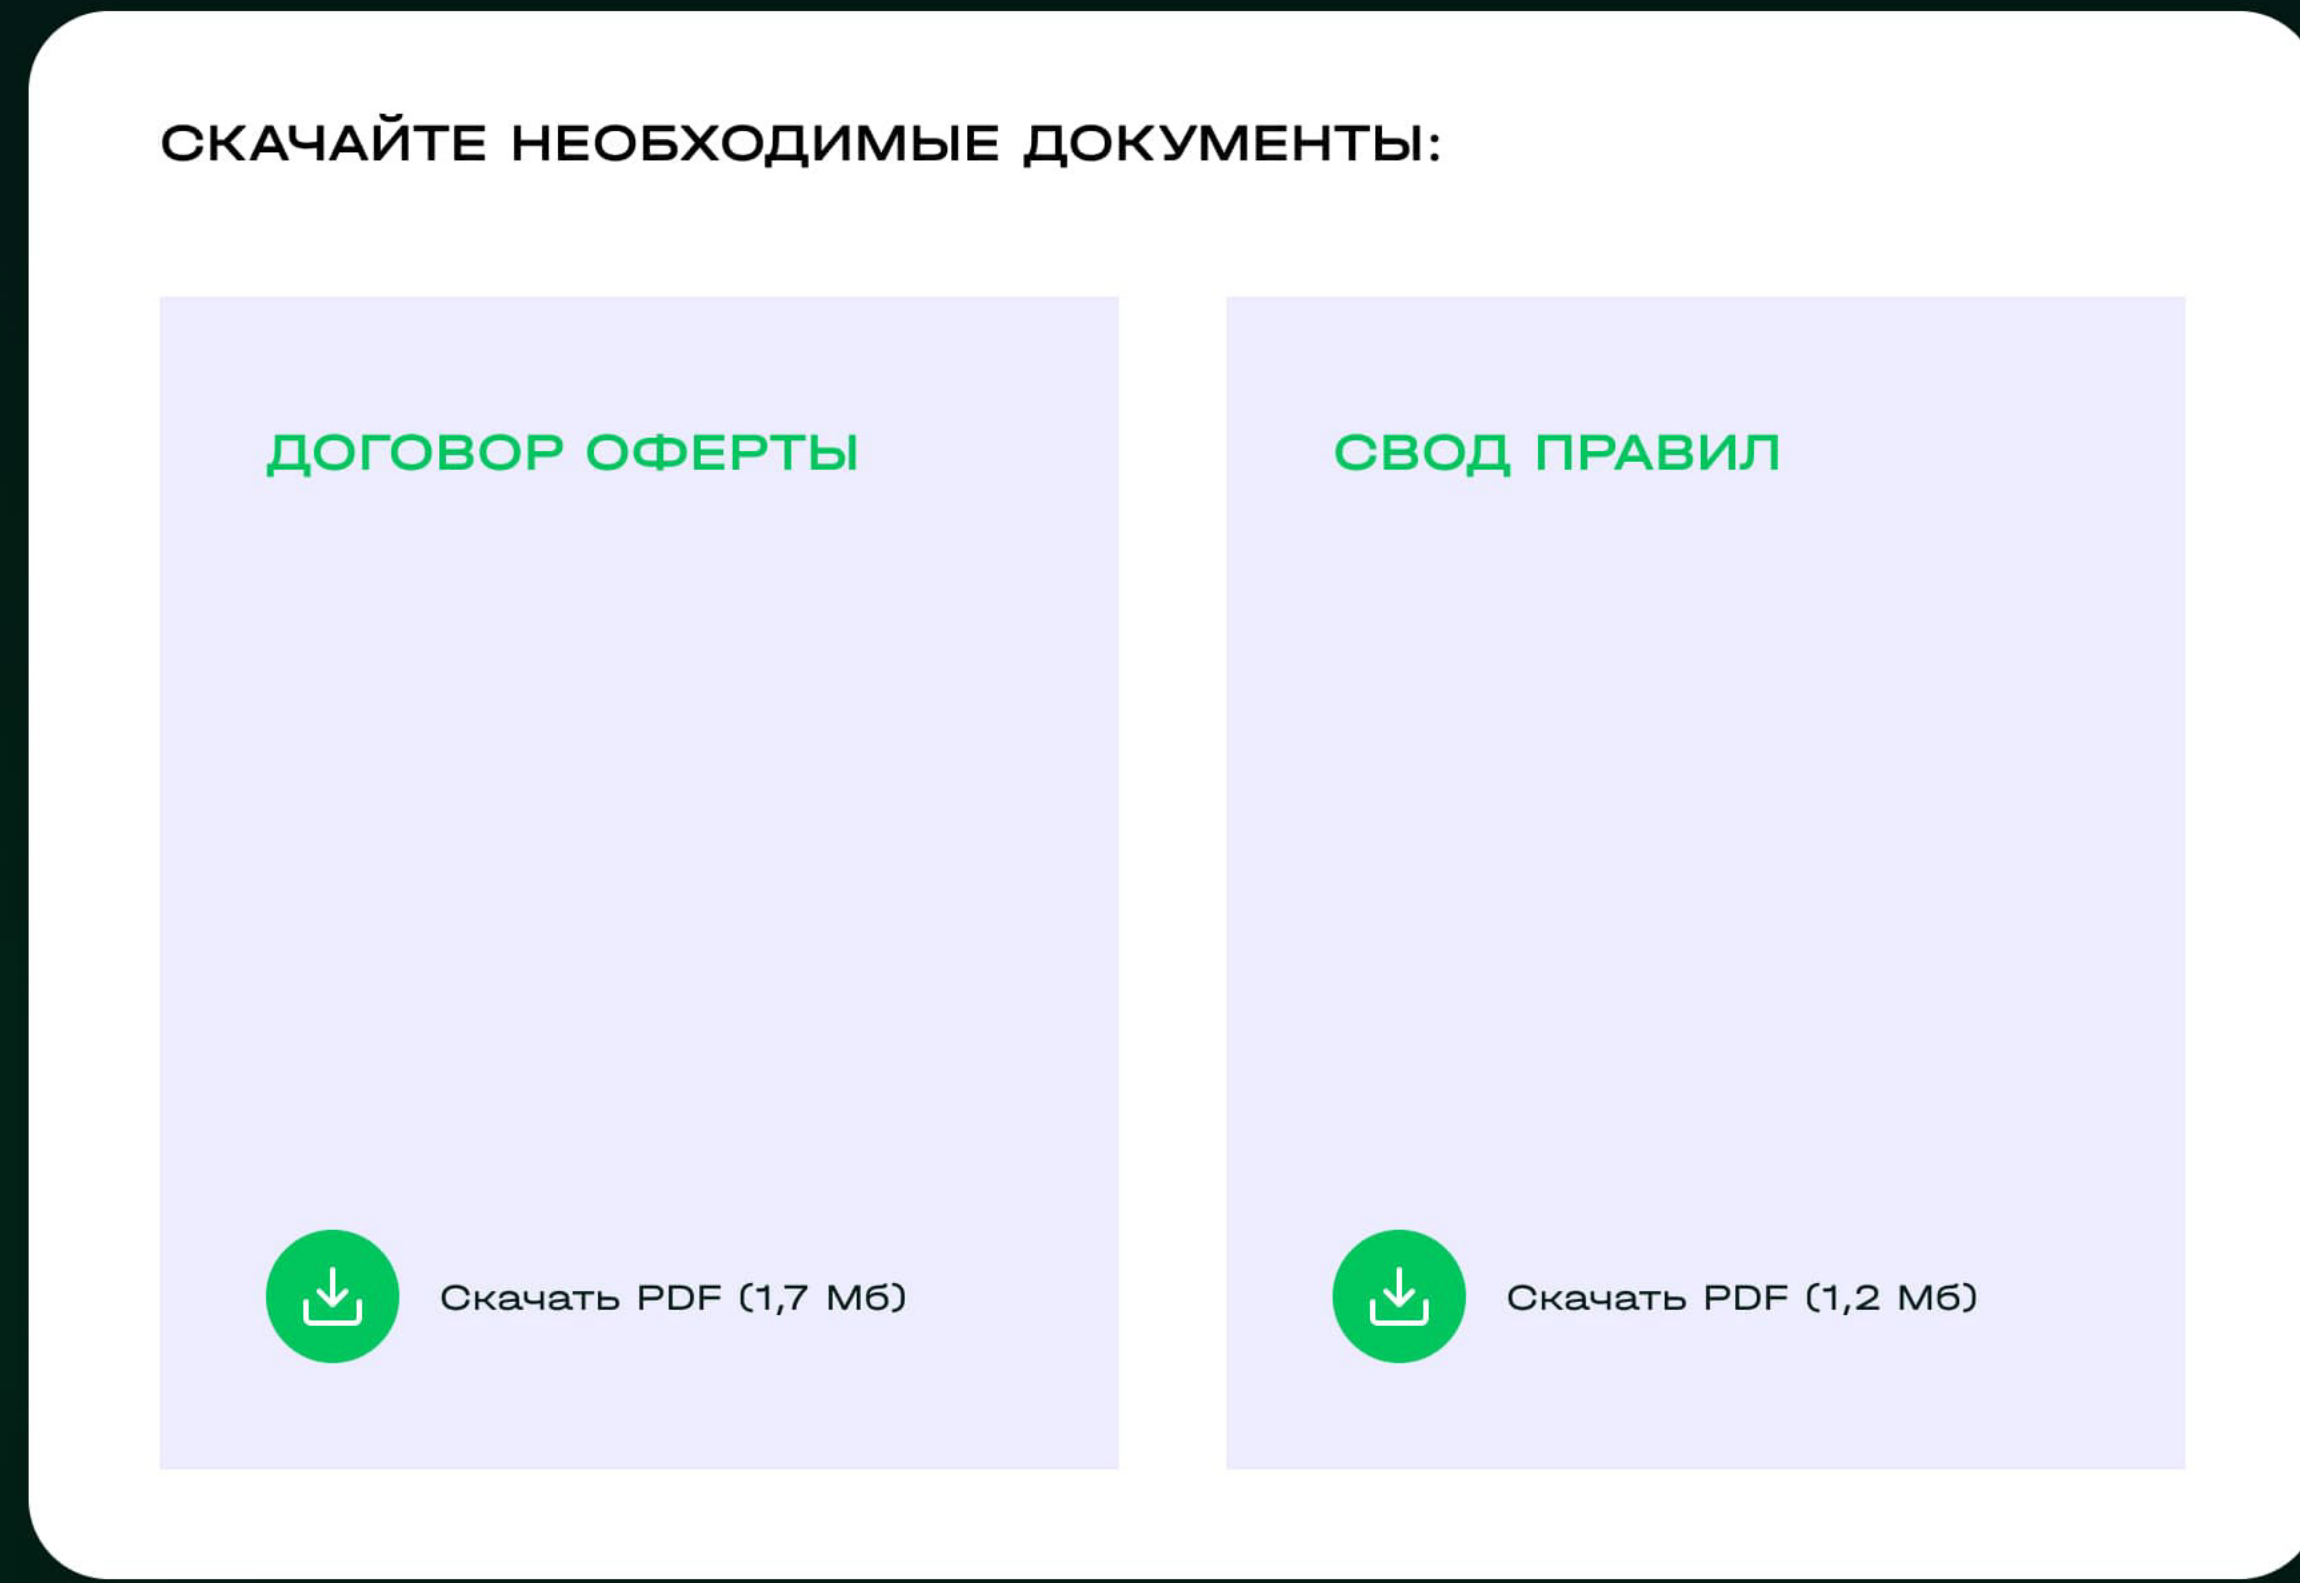 СКАЧАЙТЕ НЕОБХОДИМЫЕ ДОКУМЕНТЫ:
ДОГОВОР ОФЕРТЫ
Скачать PDF (1,7 Мб)
СВОД ПРАВИЛ
Скачать PDF (1,2 Мб)